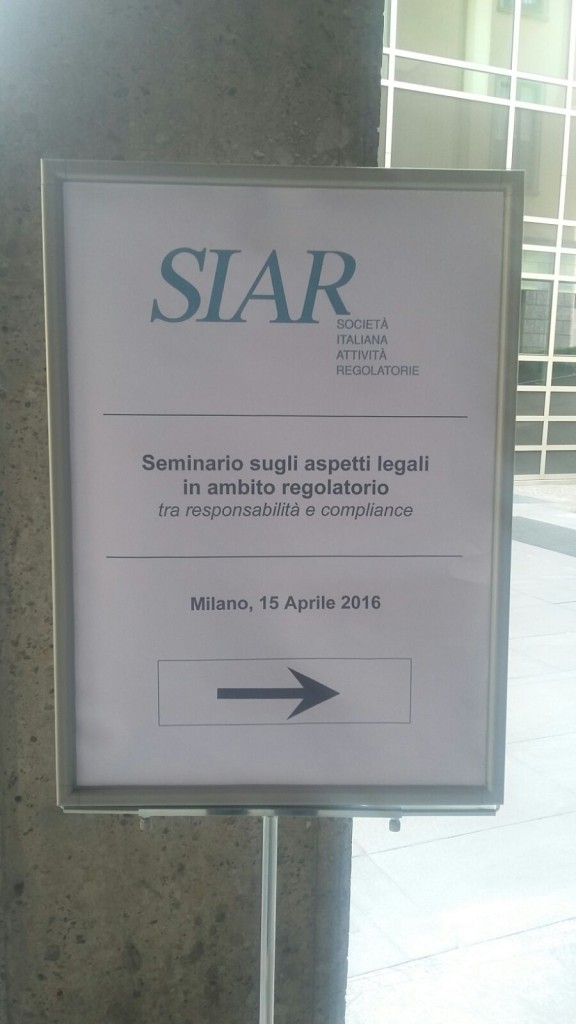 SIAR
SOCIETÀ
ITALIANA
ATTIVITÀ
REGOLATORIE
Seminario sugli aspetti legali
in ambito regolatorio
tra responsabilità e compliance
Milano, 15 Aprile 2016